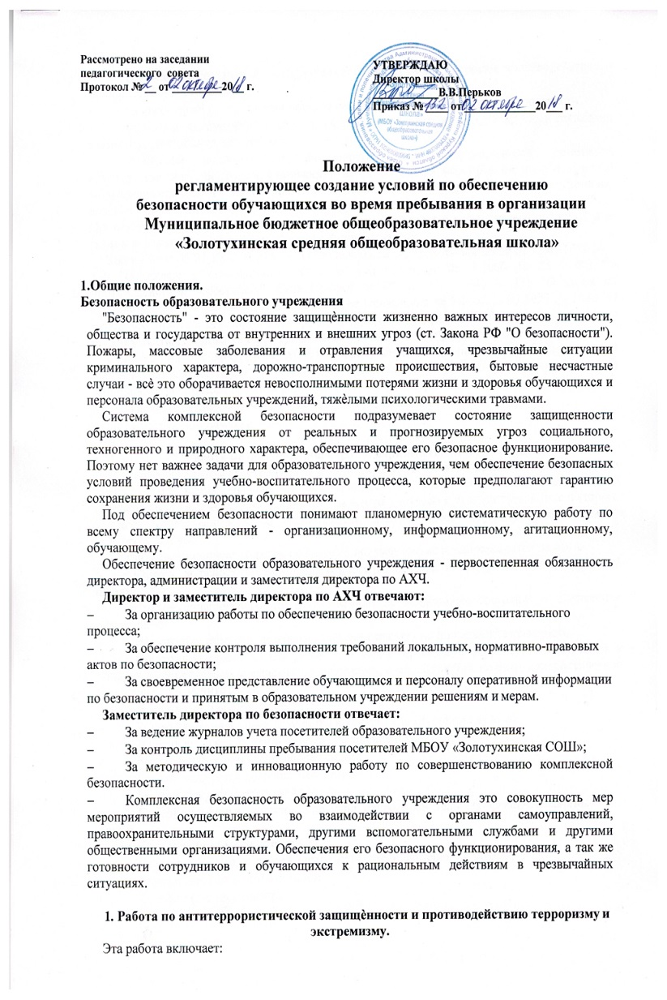 Рассмотрено на заседании
педагогического совета
Протокол № 2 от 02 октября 2018 г.
УТВЕРЖДАЮ
Директор школы
В.В.Перьков
Приказ № 132 от 02 октября 2018 г.
школа»
(МБОУ «Золотухинская средняя
общеобразовательная
школа»)
Положение
регламентирующее создание условий по обеспечению
безопасности обучающихся во время пребывания в организации
Муниципальное бюджетное общеобразовательное учреждение
«Золотухинская средняя общеобразовательная школа»
1.Общие положения.
Безопасность образовательного учреждения
"Безопасность" - это состояние защищѐнности жизненно важных интересов личности,
общества и государства от внутренних и внешних угроз (ст. Закона РФ "О безопасности").
Пожары, массовые заболевания и отравления учащихся, чрезвычайные ситуации
криминального характера, дорожно-транспортные происшествия, бытовые несчастные
случаи - всѐ это оборачивается невосполнимыми потерями жизни и здоровья обучающихся и
персонала образовательных учреждений, тяжѐлыми психологическими травмами.
Система комплексной безопасности подразумевает состояние защищенности
образовательного учреждения от реальных и прогнозируемых угроз социального,
техногенного и природного характера, обеспечивающее его безопасное функционирование.
Поэтому нет важнее задачи для образовательного учреждения, чем обеспечение безопасных
условий проведения учебно-воспитательного процесса, которые предполагают гарантию
сохранения жизни и здоровья обучающихся.
Под обеспечением безопасности понимают планомерную систематическую работу по
всему спектру направлений - организационному, информационному, агитационному,
обучающему.
Обеспечение безопасности образовательного учреждения - первостепенная обязанность
директора, администрации и заместителя директора по АХЧ.
Директор и заместитель директора по АХЧ отвечают:
– За организацию работы по обеспечению безопасности учебно-воспитательного
процесса;
– За обеспечение контроля выполнения требований локальных, нормативно-правовых
актов по безопасности;
– За своевременное представление обучающимся и персоналу оперативной информации
по безопасности и принятым в образовательном учреждении решениям и мерам.
Заместитель директора по безопасности отвечает:
– За ведение журналов учета посетителей образовательного учреждения;
– За контроль дисциплины пребывания посетителей МБОУ «Золотухинская СОШ»;
– За методическую и инновационную работу по совершенствованию комплексной
безопасности.
– Комплексная безопасность образовательного учреждения это совокупность мер
мероприятий осуществляемых во взаимодействии с органами самоуправлений,
правоохранительными структурами, другими вспомогательными службами и другими
общественными организациями. Обеспечения его безопасного функционирования, а так же
готовности сотрудников и обучающихся к рациональным действиям в чрезвычайных
ситуациях.
1. Работа по антитеррористической защищѐнности и противодействию терроризму и
экстремизму.
Эта работа включает: